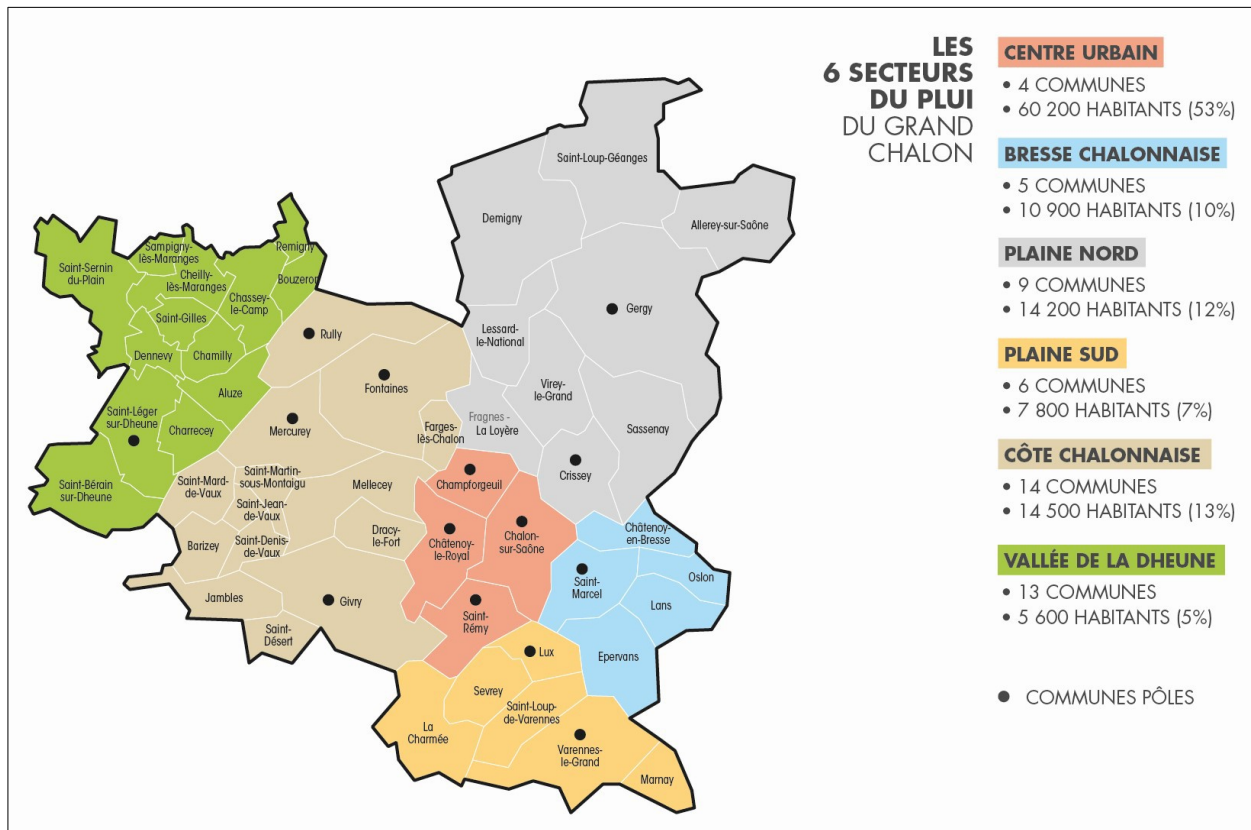 LES
6 SECTEURS
DU PLUI
DU GRAND
CHALON
CENTRE URBAIN
• 4 COMMUNES
• 60 200 HABITANTS (53%)
BRESSE CHALONNAISE
• 5 COMMUNES
• 10 900 HABITANTS (10%)
PLAINE NORD
• 9 COMMUNES
• 14 200 HABITANTS (12%)
PLAINE SUD
• 6 COMMUNES
• 7 800 HABITANTS (7%)
CÔTE CHALONNAISE
• 14 COMMUNES
• 14 500 HABITANTS (13%)
VALLÉE DE LA DHEUNE
• 13 COMMUNES
• 5 600 HABITANTS (5%)
● COMMUNES PÔLES
Saint-Loup-Géanges
Demigny
Allerey-sur-Saône
Gergy
Lessard-
le-National
Virey-
le-Grand
Sassenay
Fragnes -
La Loyère
Crissey
Saint-Sernin
du-Plain
Sampigny-
lès-Maranges
Cheilly-
lès-Maranges
Remigny
Bouzeron
Chassey-
le-Camp
Saint-Gilles
Dennevy
Chamilly
Aluze
Saint-Léger
sur-Dheune
Charrecey
Saint-Bérain
sur-Dheune
Rully
Fontaines
Mercurey
Farges-
lès-Chalon
Saint-Mard-
de-Vaux
Saint-Martin-
sous-Montaigu
Mellecey
Saint-Jean-
de-Vaux
Barizey
Saint-Denis-
de-Vaux
Dracy-
le-Fort
Jambles
Givry
Saint-
Désert
Champforgeuil
Châtenoy-
le-Royal
Chalon-
sur-Saône
Saint-
Rémy
Châtenoy-
en-Bresse
Saint-
Marcel
Oslon
Lans
Epervans
Lux
Sevrey
Saint-Loup-
de-Varennes
La
Charmée
Varennes-
le-Grand
Marnay